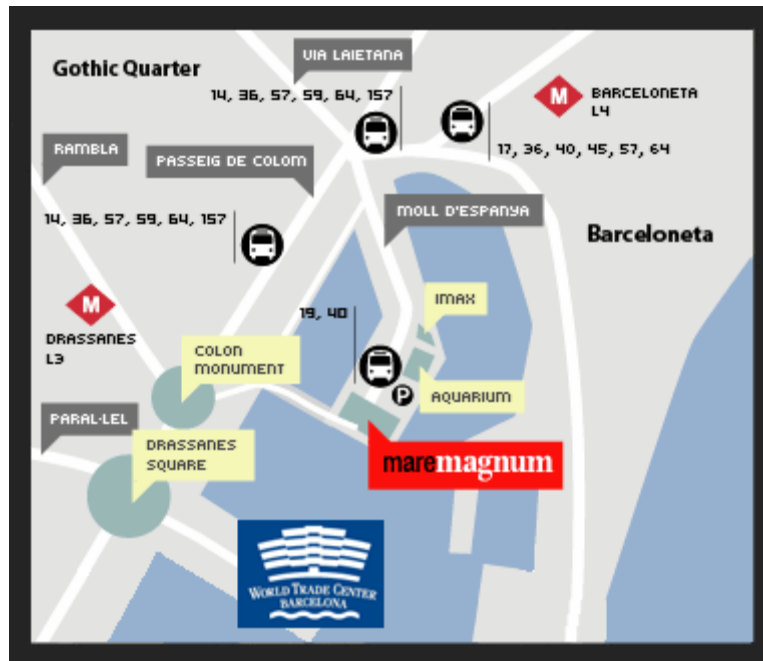 VIA LAIETANA
Gothic Quarter
14, 36, 57, 59, 64, 157
M
BARCELONETA
L4
RAMBLA
PASSEIG DE COLOM
17, 36, 40, 45, 57, 64
14, 36, 57, 59, 64, 157
MOLL D'ESPANYA
Barceloneta
M
IMAX
19, 40
DRASSANES
L3
COLON
MONUMENT
P
AQUARIUM
PARAL·LEL
DRASSANES
SQUARE
maremagnum
WORLD TRADE CENTER
BARCELONA